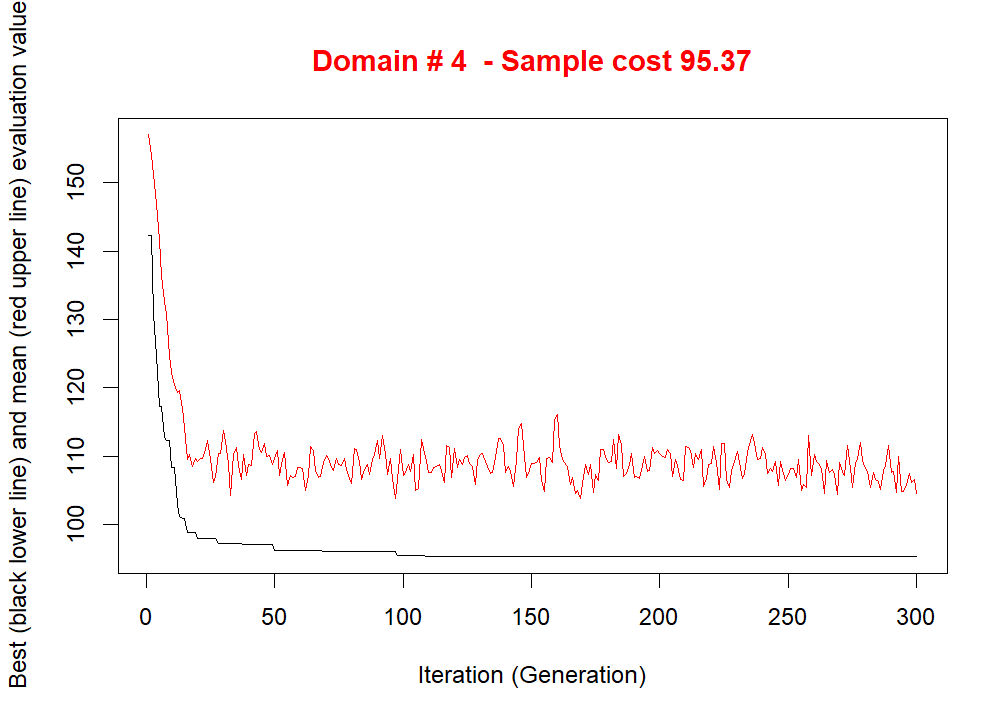 Domain # 4  - Sample cost 95.37
Best (black lower line) and mean (red upper line) evaluation value
150
140
130
120
110
100
0 50 100 150 200 250 300
Iteration (Generation)